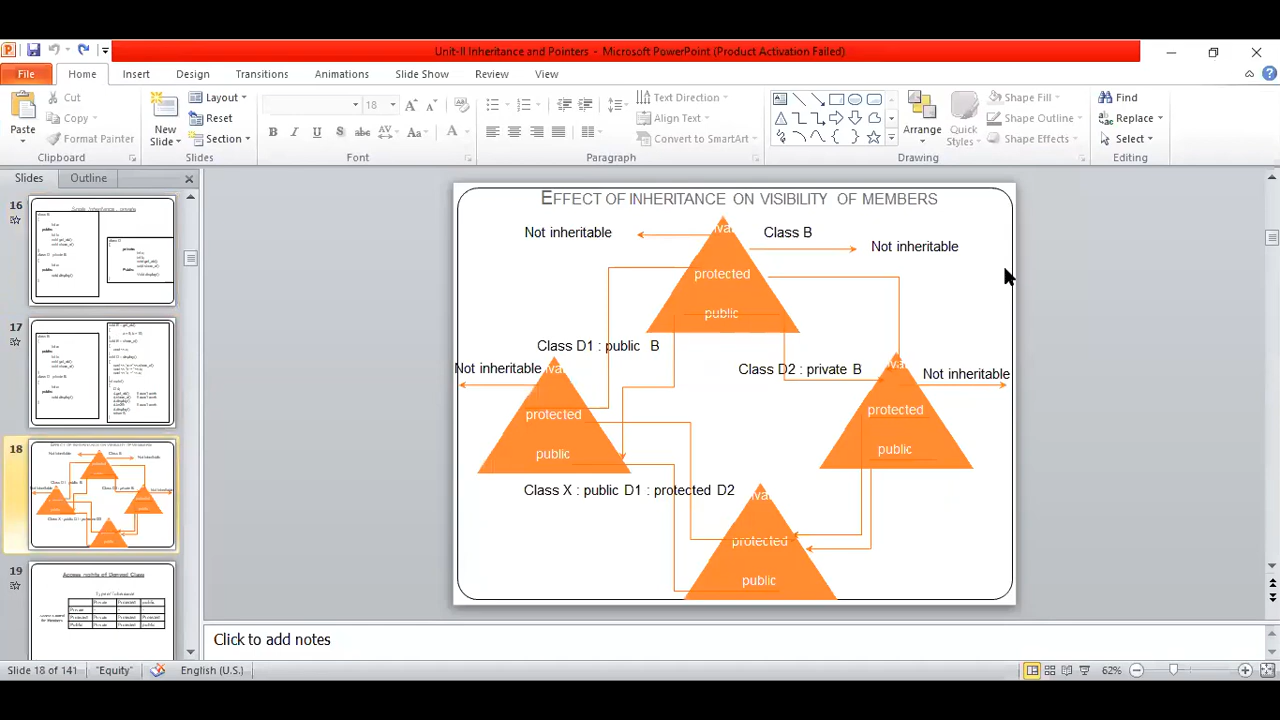 Unit-II Inheritance and Pointers - Microsoft PowerPoint (Product Activation Failed)
File Home Insert Design Transitions Animations Slide Show Review View
Paste
Cut
Copy
Format Painter
Clipboard
New
Slide
Layout
Reset
Section
Slides
18
Font
Text Direction
Align Text
Convert to SmartArt
Paragraph
Arrange
Quick
Styles
Shape Fill
Shape Outline
Shape Effects
Drawing
Find
Replace
Select
Editing
Slides Outline
16
17
18
19
Access rights of Derived Class
EFFECT OF INHERITANCE ON VISIBILITY OF MEMBERS
Not inheritable
Class B
Not inheritable
protected
public
Class D1 : public B
Not inheritable
Class D2 : private B
Not inheritable
protected
public
protected
public
Class X : public D1 : protected D2
protected
public
Click to add notes
Slide 18 of 141 "Equity" English (U.S.) 62%